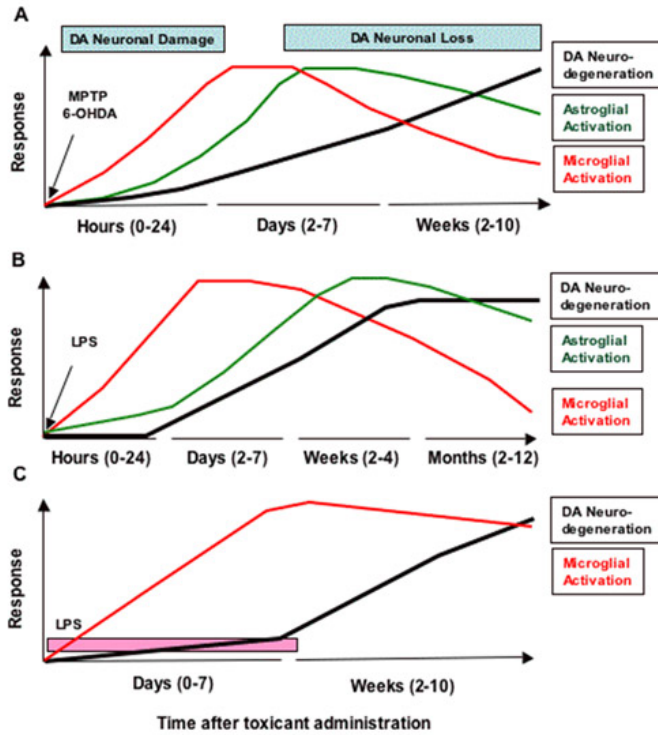 A
DA Neuronal Damage
DA Neuronal Loss
DA Neuro-
degeneration
MPTP
6-OHDA
Astroglial
Activation
Microglial
Activation
Response
Hours (0-24)
Days (2-7)
Weeks (2-10)
B
DA Neuro-
degeneration
LPS
Astroglial
Activation
Microglial
Activation
Response
Hours (0-24)
Days (2-7)
Weeks (2-4)
Months (2-12)
C
DA Neuro-
degeneration
Microglial
Activation
Response
LPS
Days (0-7)
Weeks (2-10)
Time after toxicant administration